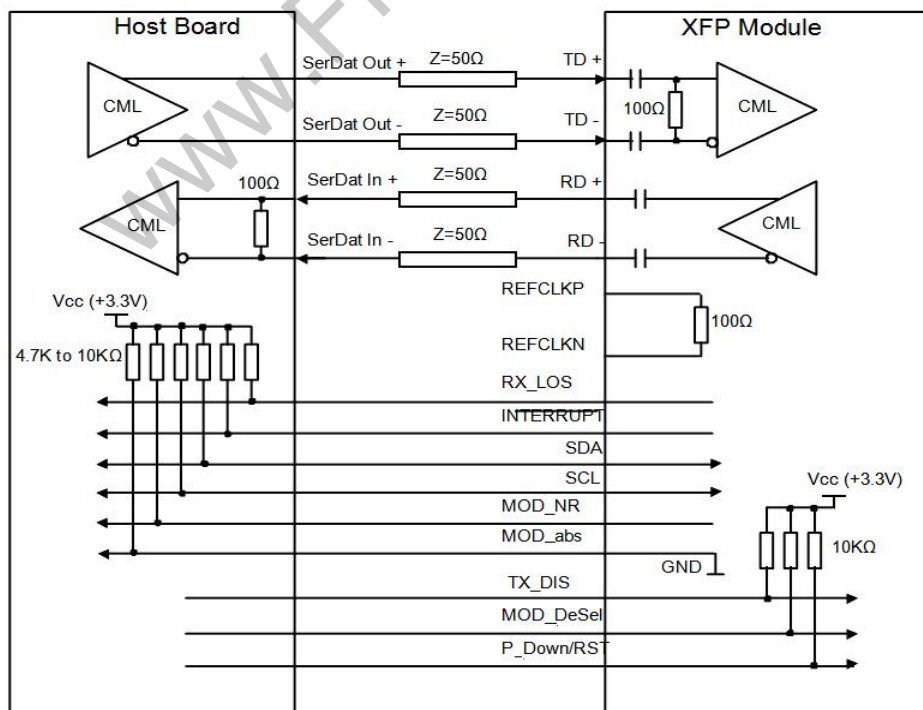 Host Board
XFP Module
SerDat Out +
Z=50Ω
TD +
CML
100Ω
CML
SerDat Out -
Z=50Ω
TD -
100Ω
SerDat In +
Z=50Ω
RD +
CML
CML
SerDat In -
Z=50Ω
RD -
REFCLKP
Vcc (+3.3V)
100Ω
REFCLKN
4.7K to 10KΩ
RX_LOS
INTERRUPT
SDA
SCL
Vcc (+3.3V)
MOD_NR
MOD_abs
10KΩ
GND
TX_DIS
MOD_DeSel
P_Down/RST